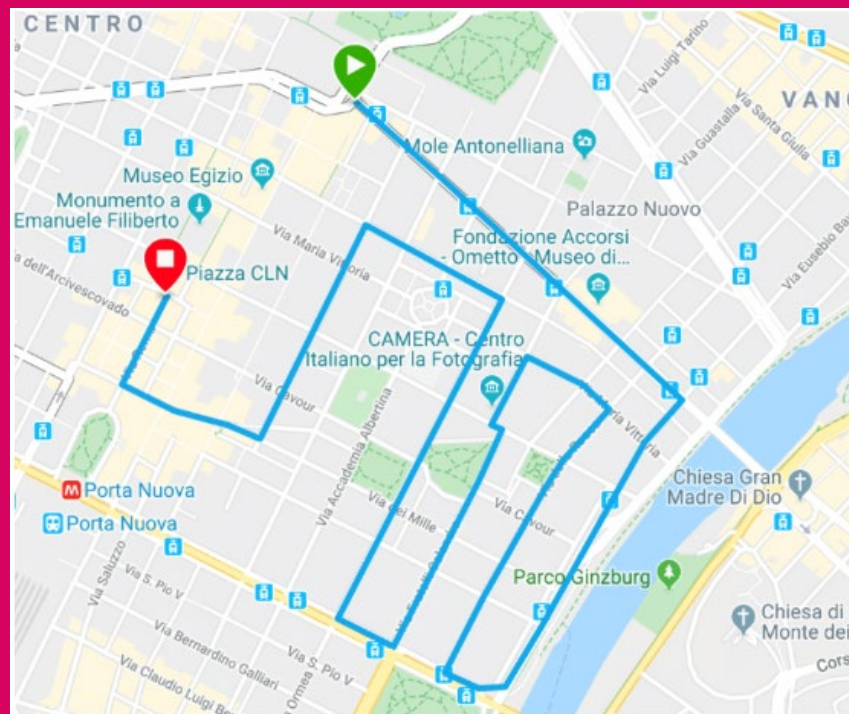 CENTRO
Via Luigi Tarino
VANC
Via Santa Giulia
Via Guastalla
Mole Antonelliana
Museo Egizio
Monumento a
Emanuele Filiberto
Palazzo Nuovo
Via Maria Vittoria
Fondazione Accorsi
- Ometto - Museo di...
Via Eusebio Ba
Piazza CLN
a dell'Arcivescovado
CAMERA - Centro
Italiano per la Fotografia
Via Maria Vittoria
Via Cavour
Via Accademia Albertina
Chiesa Gran
Madre Di Dio
M Porta Nuova
Porta Nuova
Via dei Mille
Via Cavour
Via Saluzzo
Via S. Pio V
Parco Ginzburg
Chiesa di
Monte dei
Via Bernardino Galliari
Via S. Pio V
Via Claudio Luigi Be
Ormea
Cors